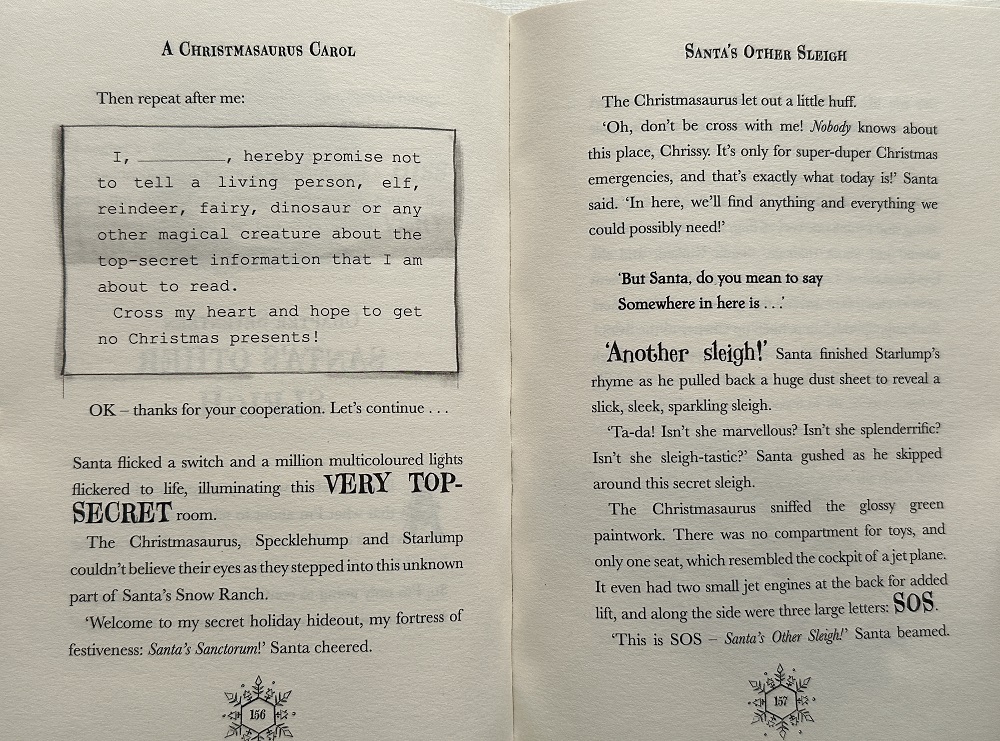 A Christmasaurus Carol
Then repeat after me:
I, __________, hereby promise not
to tell a living person, elf,
reindeer, fairy, dinosaur or any
other magical creature about the
top-secret information that I am
about to read.
Cross my heart and hope to get
no Christmas presents!
OK – thanks for your cooperation. Let's continue . . .
Santa flicked a switch and a million multicoloured lights
flickered to life, illuminating this VERY TOP-
SECRET room.
The Christmasaurus, Specklehump and Starlump
couldn't believe their eyes as they stepped into this unknown
part of Santa's Snow Ranch.
'Welcome to my secret holiday hideout, my fortress of
festiveness: Santa's Sanctorum!' Santa cheered.
156
Santa's Other Sleigh
The Christmasaurus let out a little huff.
'Oh, don't be cross with me! Nobody knows about
this place, Chrissy. It's only for super-duper Christmas
emergencies, and that's exactly what today is!' Santa
said. 'In here, we'll find anything and everything we
could possibly need!'
'But Santa, do you mean to say
Somewhere in here is . . .'
'Another sleigh!' Santa finished Starlump's
rhyme as he pulled back a huge dust sheet to reveal a
slick, sleek, sparkling sleigh.
'Ta-da! Isn't she marvellous? Isn't she splenderrific?
Isn't she sleigh-tastic?' Santa gushed as he skipped
around this secret sleigh.
The Christmasaurus sniffed the glossy green
paintwork. There was no compartment for toys, and
only one seat, which resembled the cockpit of a jet plane.
It even had two small jet engines at the back for added
lift, and along the side were three large letters: SOS.
'This is SOS – Santa's Other Sleigh!' Santa beamed.
157